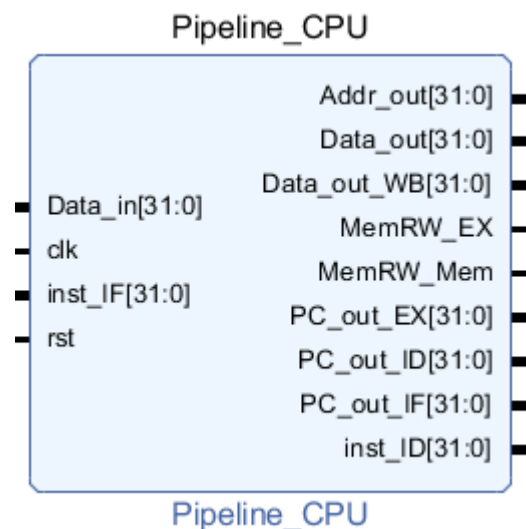 Pipeline_CPU
Data_in[31:0]
clk
inst_IF[31:0]
rst
Addr_out[31:0]
Data_out[31:0]
Data_out_WB[31:0]
MemRW_EX
MemRW_Mem
PC_out_EX[31:0]
PC_out_ID[31:0]
PC_out_IF[31:0]
inst_ID[31:0]
Pipeline_CPU